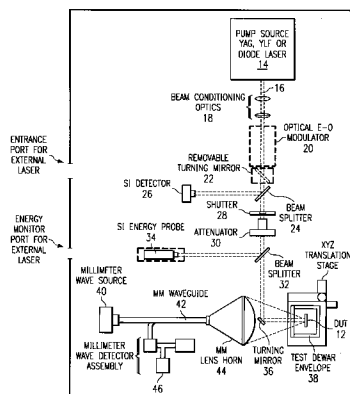 PUMP SOURCE
YAG, YLF OR
DIODE LASER
14
16
BEAM CONDITIONING
OPTICS
18
OPTICAL E-O
MODULATOR
20
ENTRANCE
PORT FOR
EXTERNAL
LASER
REMOVABLE
TURNING MIRROR
22
SI DETECTOR
26
BEAM
SPLITTER
24
SHUTTER
28
ATTENUATOR
30
ENERGY
MONITOR
PORT FOR
EXTERNAL
LASER
SI ENERGY PROBE
34
BEAM
SPLITTER
32
XYZ
TRANSLATION
STAGE
MILLIMETER
WAVE SOURCE
40
MM WAVEGUIDE
42
MM
LENS HORN
44
TURNING
MIRROR
36
DUT
12
TEST DEWAR
ENVELOPE
38
MILLIMETER
WAVE DETECTOR
ASSEMBLY
46